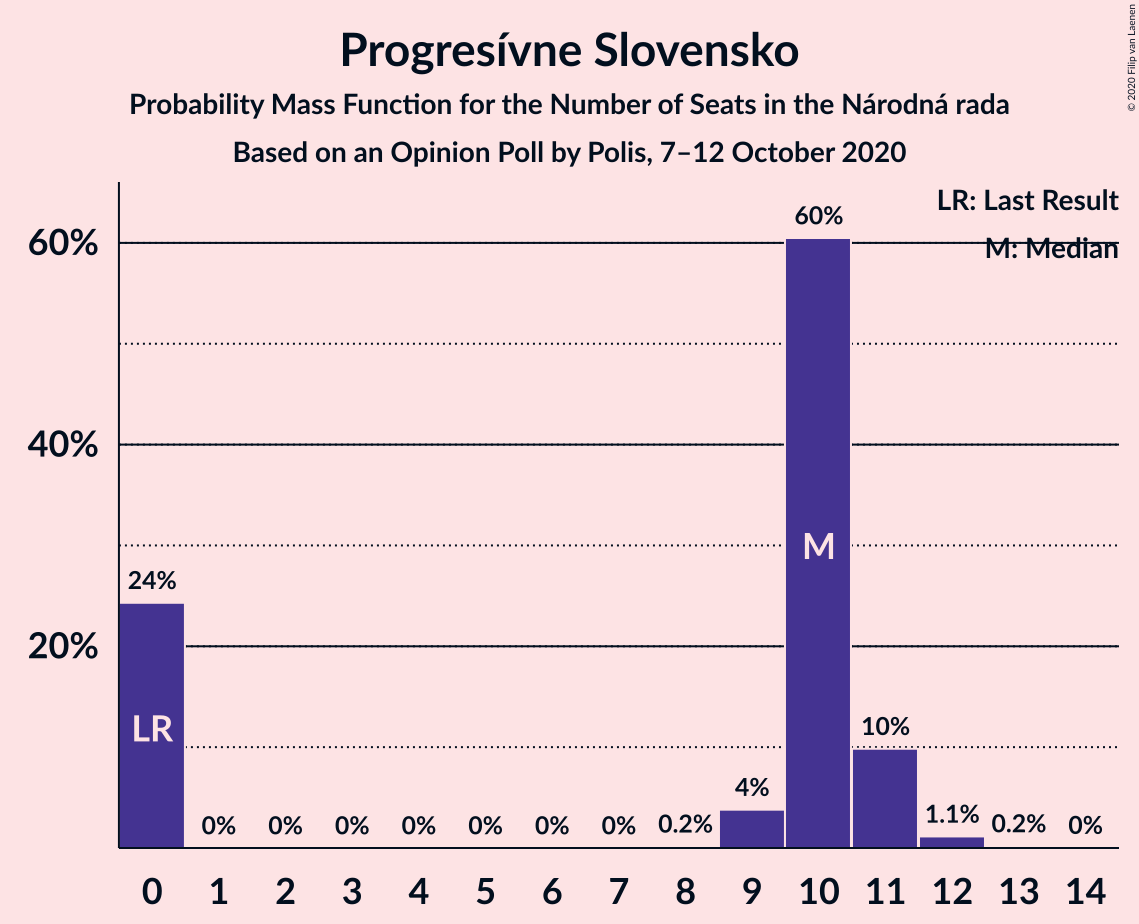 Progresívne Slovensko
Probability Mass Function for the Number of Seats in the Národná rada
Based on an Opinion Poll by Polis, 7–12 October 2020
© 2020 Filip van Laenen
LR: Last Result
M: Median
60%
40%
20%
24%
0%
0%
0%
0%
0%
0%
0%
0.2%
4%
60%
10%
1.1%
0.2%
0%
LR
M
0 1 2 3 4 5 6 7 8 9 10 11 12 13 14